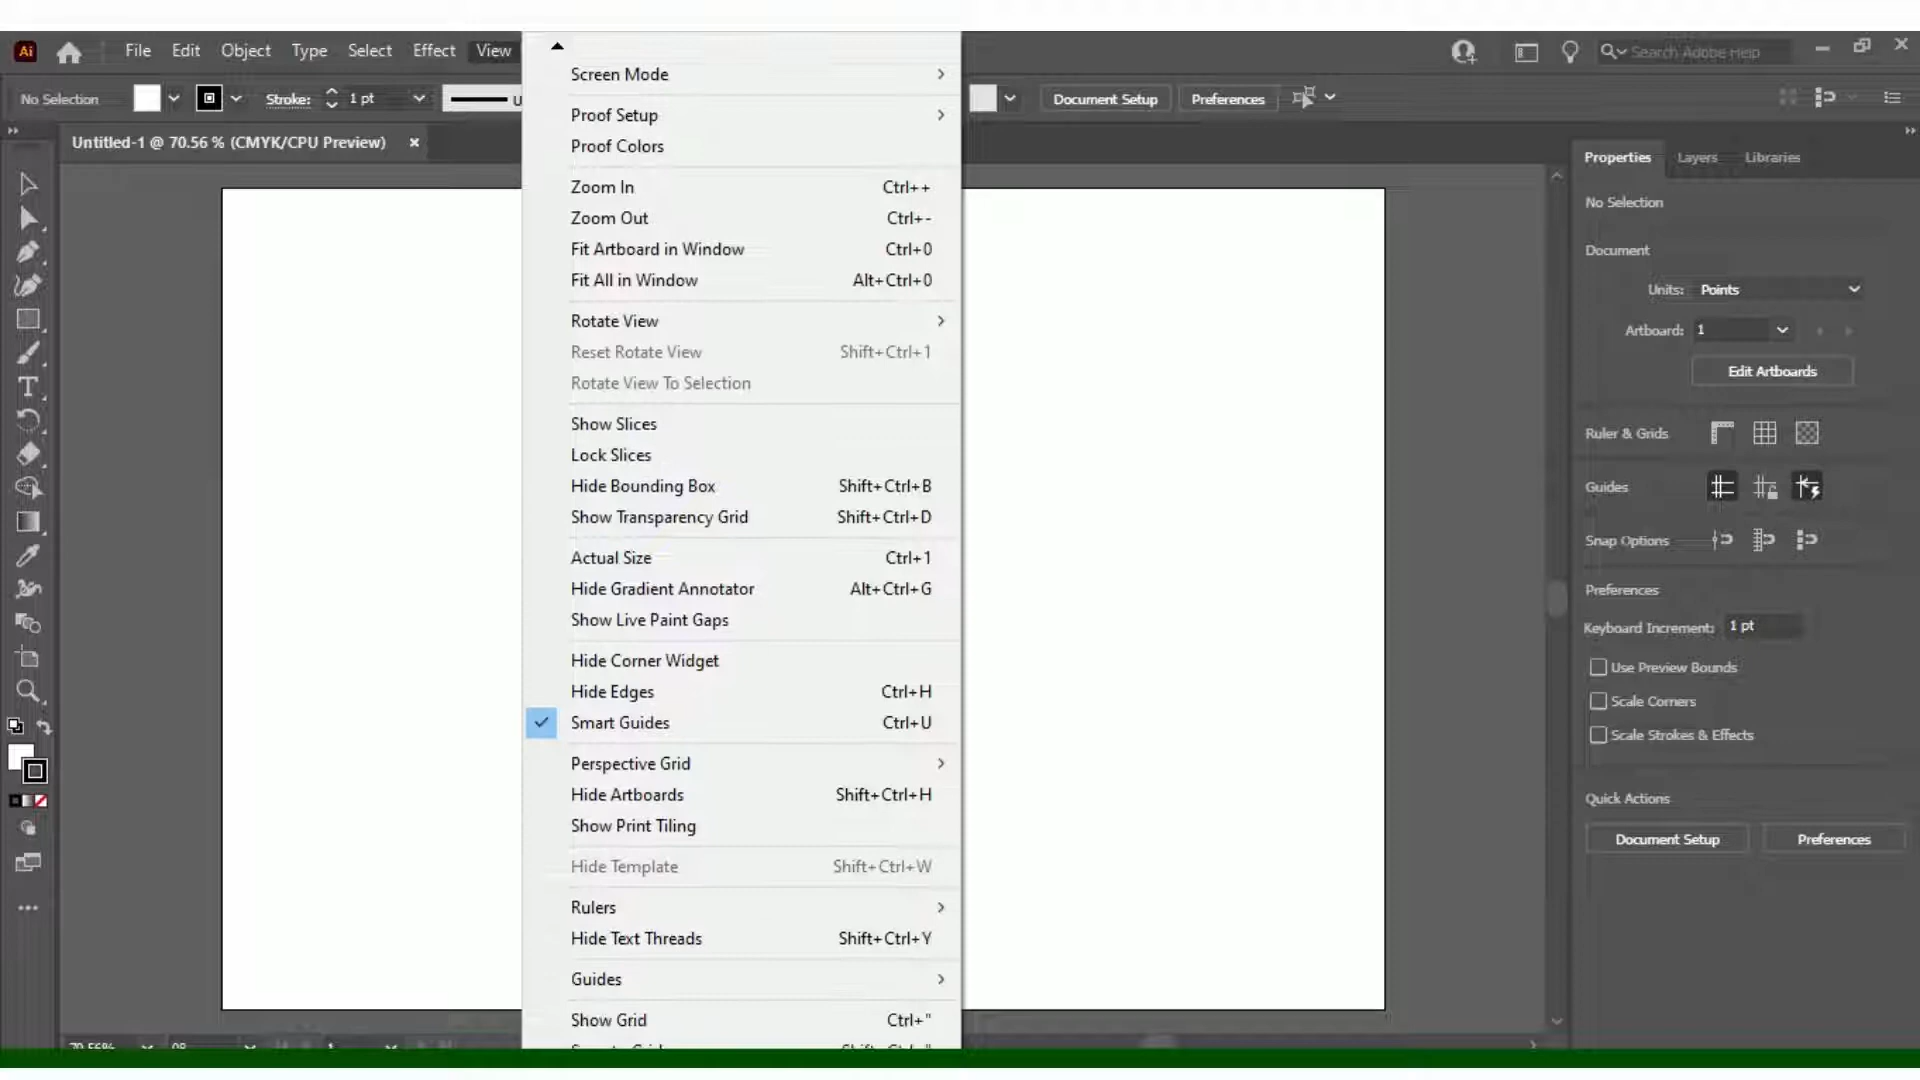 Ai File Edit Object Type Select Effect View Search Adobe Help
No Selection Stroke: 1 pt Document Setup Preferences
Untitled-1 @ 70.56 % (CMYK/CPU Preview) ×
Screen Mode
Proof Setup
Proof Colors
Zoom In Ctrl++
Zoom Out Ctrl+-
Fit Artboard in Window Ctrl+0
Fit All in Window Alt+Ctrl+0
Rotate View
Reset Rotate View Shift+Ctrl+1
Rotate View To Selection
Show Slices
Lock Slices
Hide Bounding Box Shift+Ctrl+B
Show Transparency Grid Shift+Ctrl+D
Actual Size Ctrl+1
Hide Gradient Annotator Alt+Ctrl+G
Show Live Paint Gaps
Hide Corner Widget
Hide Edges Ctrl+H
Smart Guides Ctrl+U
Perspective Grid
Hide Artboards Shift+Ctrl+H
Show Print Tiling
Hide Template Shift+Ctrl+W
Rulers
Hide Text Threads Shift+Ctrl+Y
Guides
Show Grid Ctrl+"
Properties Layers Libraries
No Selection
Document
Units: Points
Artboard: 1
Edit Artboards
Ruler & Grids
Guides
Snap Options
Preferences
Keyboard Increment: 1 pt
Use Preview Bounds
Scale Corners
Scale Strokes & Effects
Quick Actions
Document Setup Preferences
70.56%